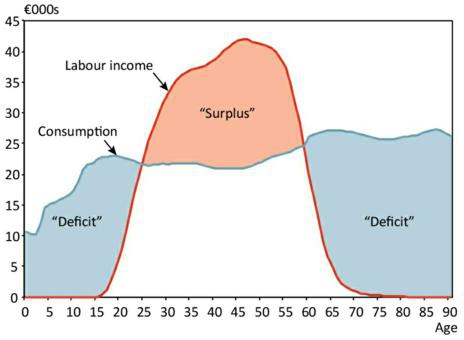 €000s
45
40
35
30
25
20
15
10
5
0
Labour income
"Surplus"
Consumption
"Deficit"
"Deficit"
0 5 10 15 20 25 30 35 40 45 50 55 60 65 70 75 80 85 90
Age